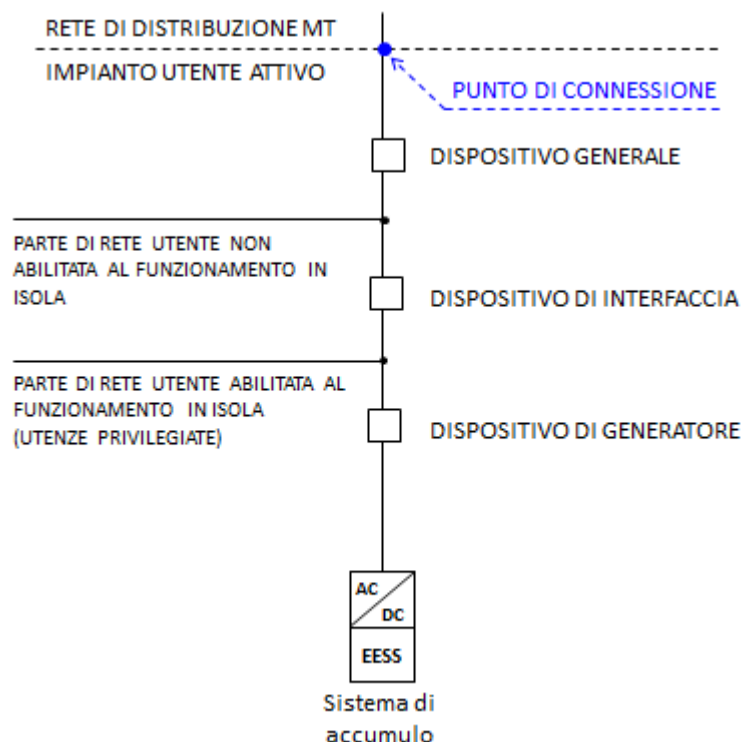 RETE DI DISTRIBUZIONE MT
IMPIANTO UTENTE ATTIVO
PUNTO DI CONNESSIONE
DISPOSITIVO GENERALE
PARTE DI RETE UTENTE NON
ABILITATA AL FUNZIONAMENTO IN
ISOLA
DISPOSITIVO DI INTERFACCIA
PARTE DI RETE UTENTE ABILITATA AL
FUNZIONAMENTO IN ISOLA
(UTENZE PRIVILEGIATE)
DISPOSITIVO DI GENERATORE
AC
DC
EESS
Sistema di
accumulo